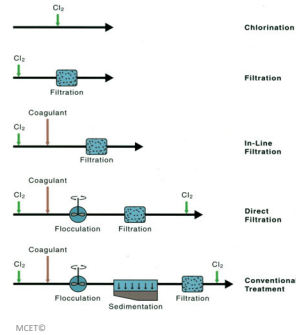 Cl₂
Chlorination
Cl₂
Filtration
Filtration
Coagulant
Cl₂
Filtration
In-Line
Filtration
Coagulant
Cl₂ Cl₂
Flocculation Filtration
Direct
Filtration
Coagulant
Cl₂ Cl₂
Flocculation Filtration
Sedimentation
Conventional
Treatment
MCET©